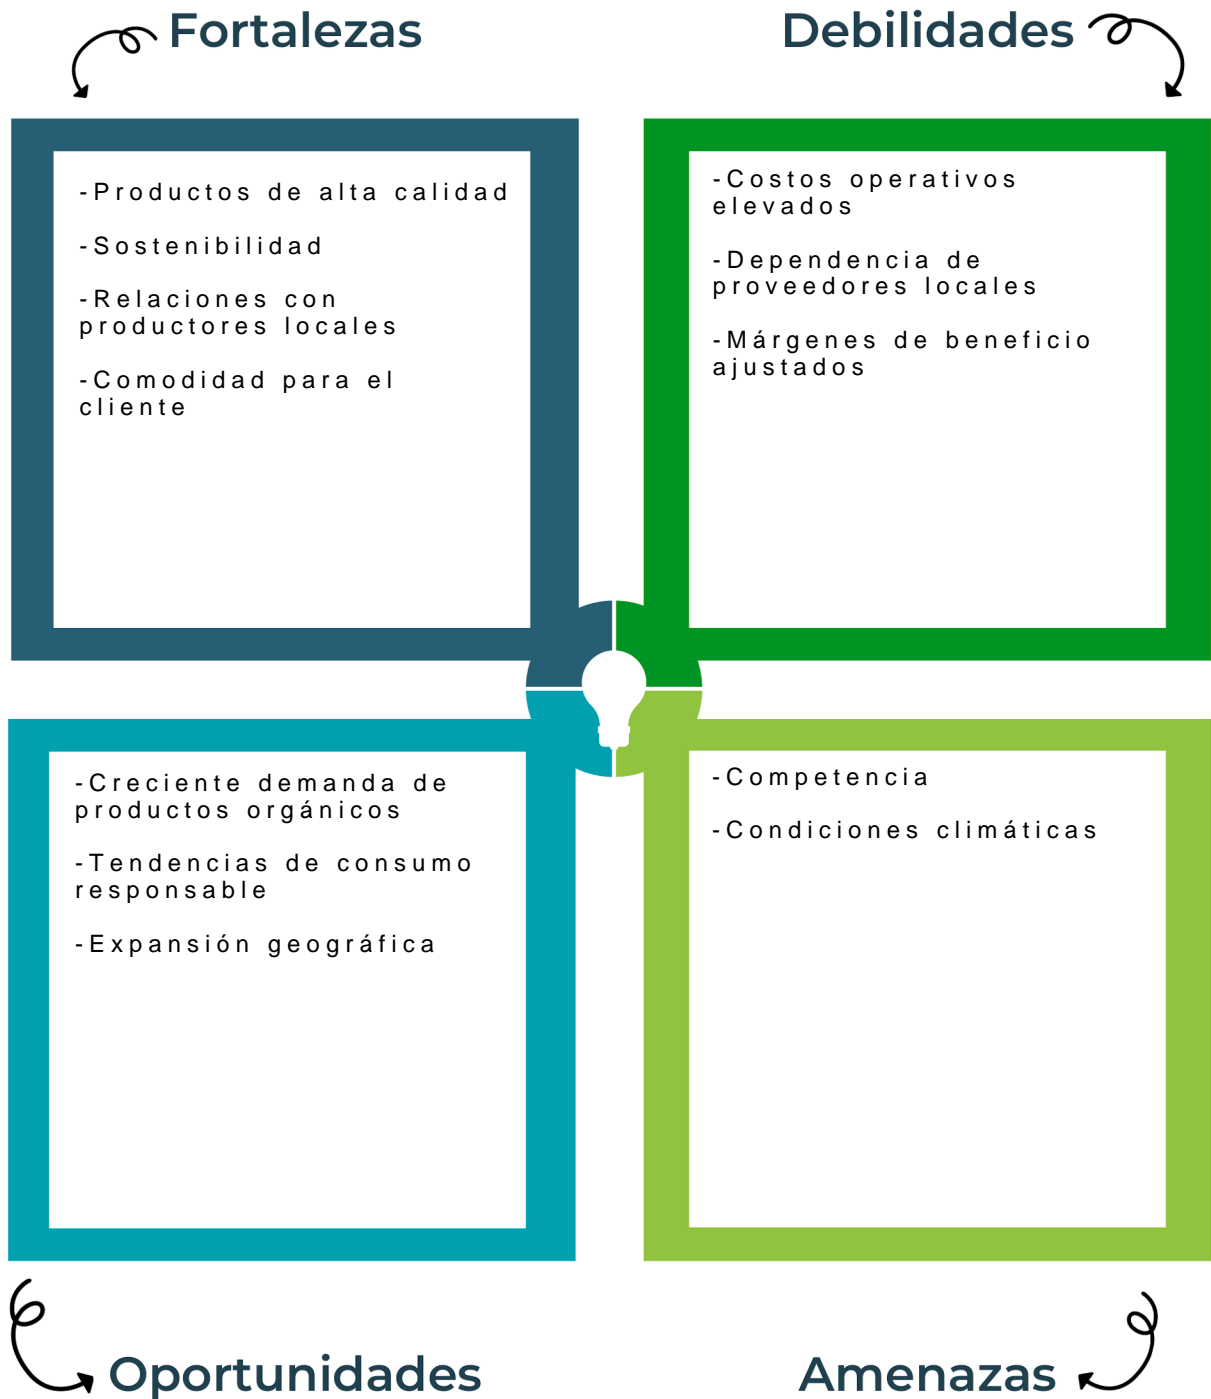 Fortalezas
-Productos de alta calidad
-Sostenibilidad
-Relaciones con
productores locales
-Comodidad para el
cliente
Debilidades
-Costos operativos
elevados
-Dependencia de
proveedores locales
-Márgenes de beneficio
ajustados
-Creciente demanda de
productos orgánicos
-Tendencias de consumo
responsable
-Expansión geográfica
Oportunidades
-Competencia
-Condiciones climáticas
Amenazas